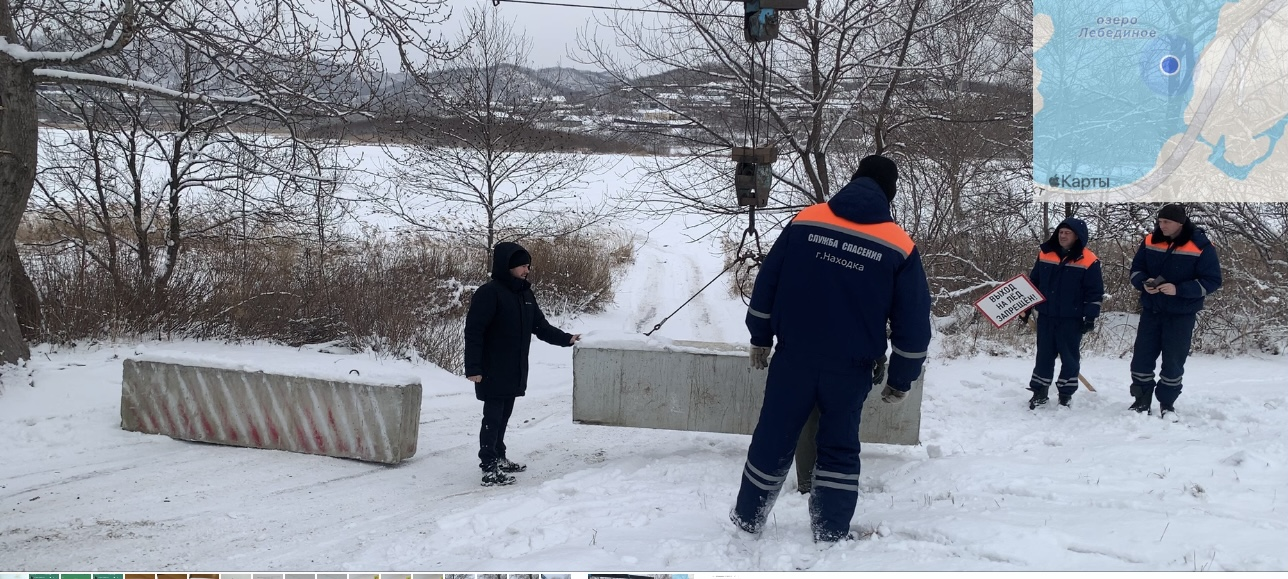 озеро
Лебединое
Карты
СЛУЖБА СПАСЕНИЯ
г.Находка
ВЫХОД
НА ЛЁД
ЗАПРЕЩЁН!